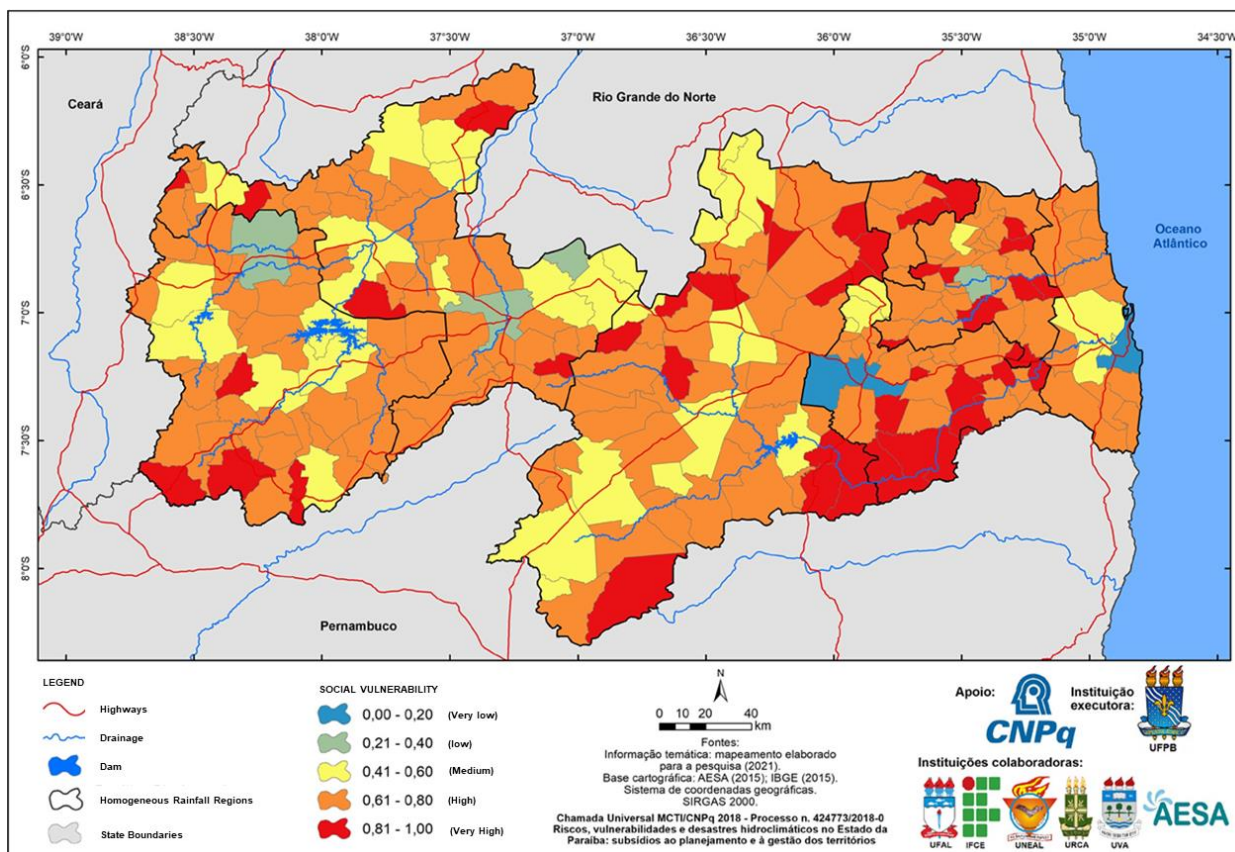 39°0'O 38°30'O 38°0'O 37°30'O 37°0'O 36°30'O 36°0'O 35°30'O 35°0'O 34°30'O
6°0'S
6°30'S
7°0'S
7°30'S
8°0'S
Ceará
Rio Grande do Norte
Oceano
Atlântico
Pernambuco
LEGEND
Highways
Drainage
Dam
Homogeneous Rainfall Regions
State Boundaries
SOCIAL VULNERABILITY
0,00 - 0,20 (Very low)
0,21 - 0,40 (low)
0,41 - 0,60 (Medium)
0,61 - 0,80 (High)
0,81 - 1,00 (Very High)
N
0 10 20 40
km
Fontes:
Informação temática: mapeamento elaborado
para a pesquisa (2021).
Base cartográfica: AESA (2015); IBGE (2015).
Sistema de coordenadas geográficas.
SIRGAS 2000.
Chamada Universal MCTI/CNPq 2018 - Processo n. 424773/2018-0
Riscos, vulnerabilidades e desastres hidroclimáticos no Estado da
Paraíba: subsídios ao planejamento e à gestão dos territórios
Apoio:
CNPq
Instituição
executora:
UFPB
Instituições colaboradoras:
UFAL IFCE UNEAL URCA UVA
AESA